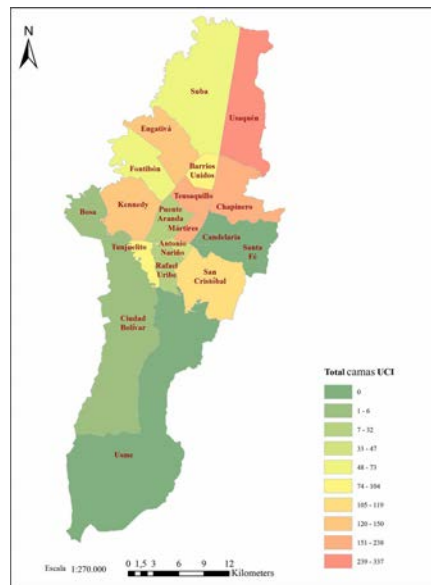 N
Suba
Usaquén
Engativá
Fontibón
Barrios
Unidos
Teusaquillo
Kennedy
Chapinero
Bosa
Puente
Aranda
Mártires
Candelaria
Tunjuelito
Antonio
Nariño
Santa
Fé
Rafael
Uribe
San
Cristóbal
Ciudad
Bolívar
Usme
Total camas UCI
0
1 - 6
7 - 32
33 - 47
48 - 73
74 - 104
105 - 119
120 - 150
151 - 238
239 - 337
Escala 1:270.000
0 1,5 3 6 9 12
Kilometers